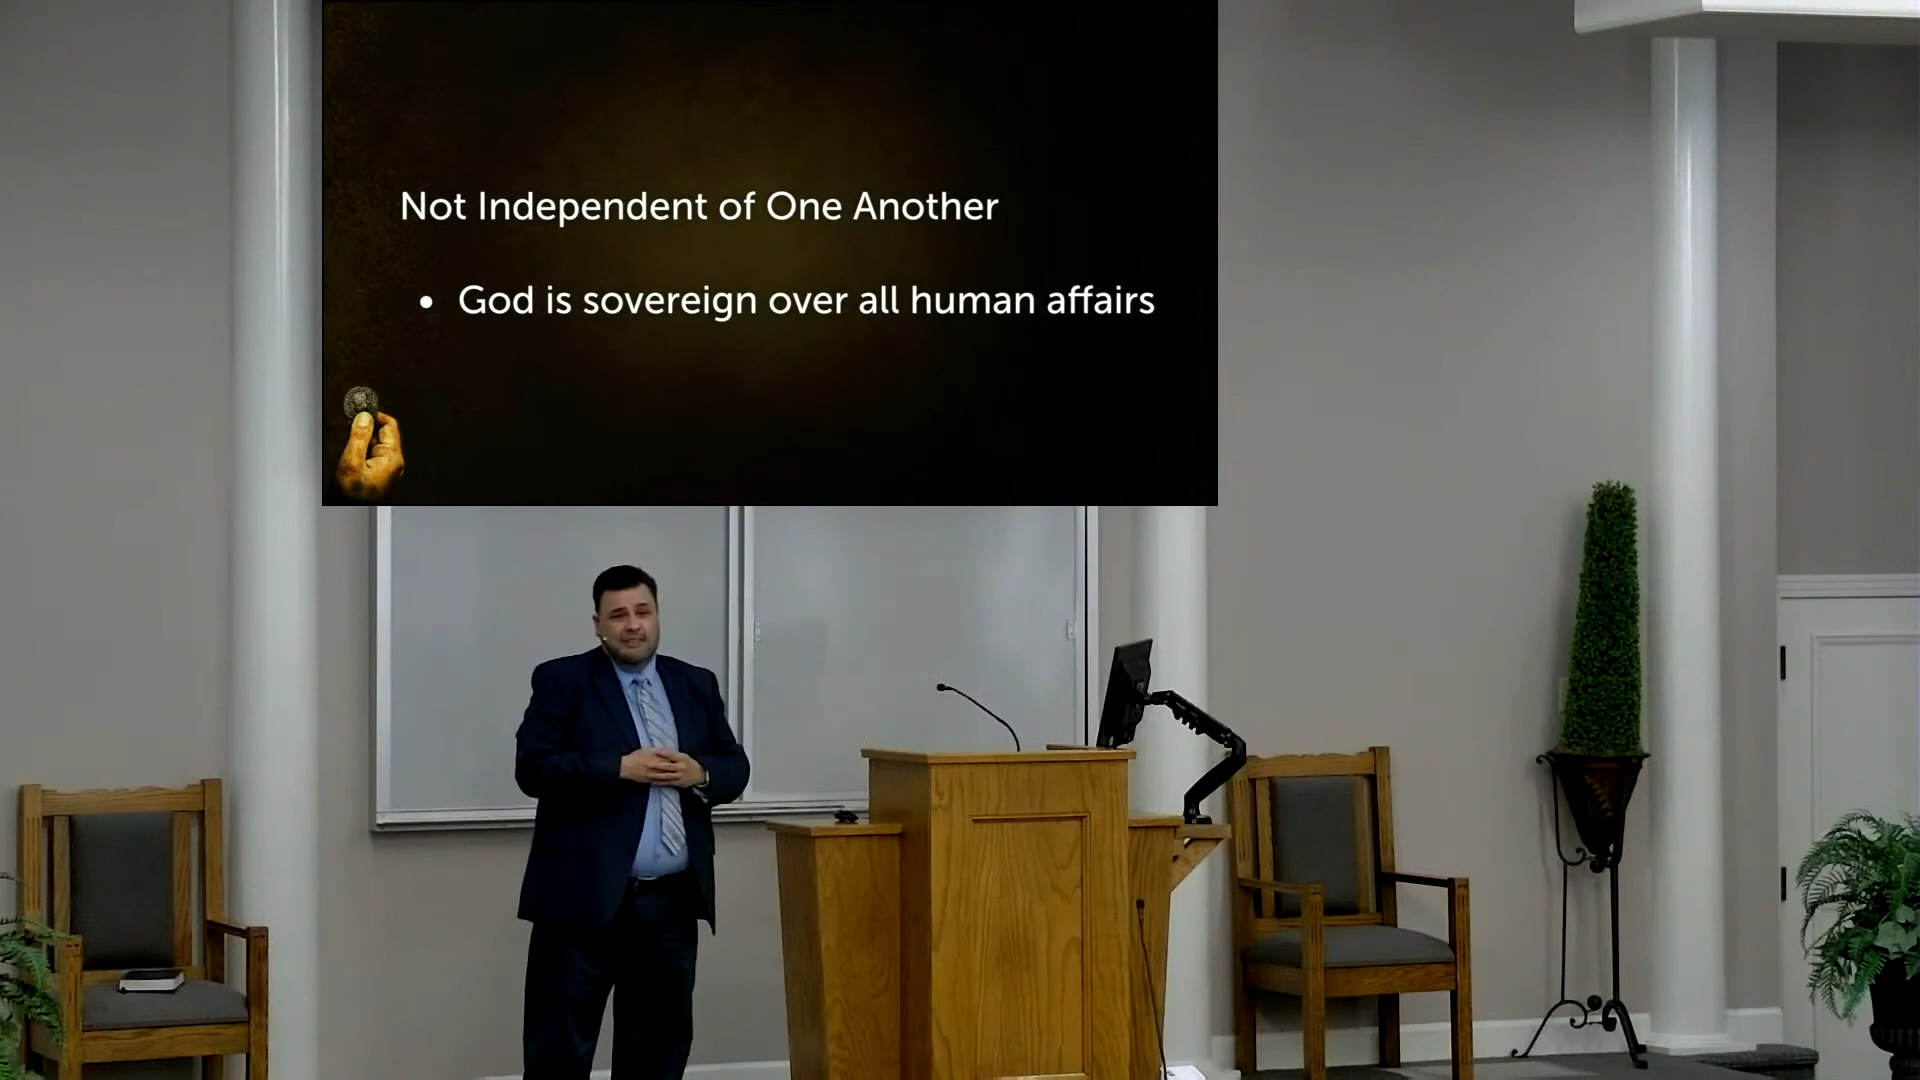 Not Independent of One Another
• God is sovereign over all human affairs